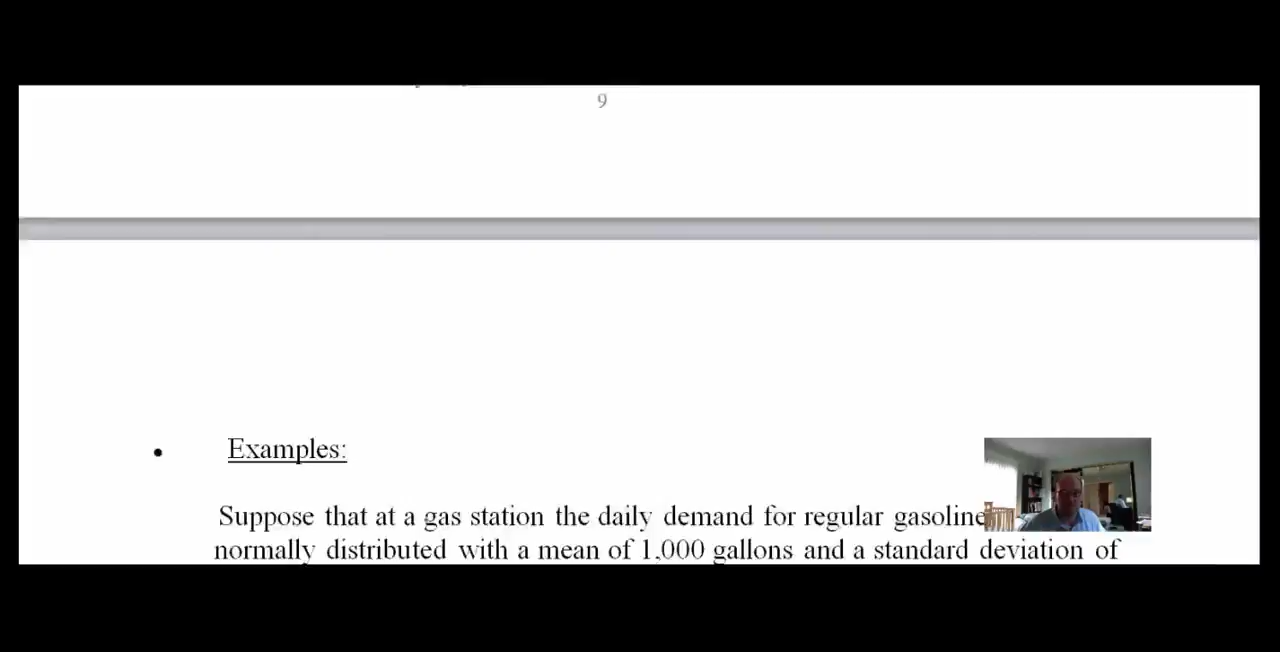 9
• Examples:
Suppose that at a gas station the daily demand for regular gasoline
normally distributed with a mean of 1,000 gallons and a standard deviation of